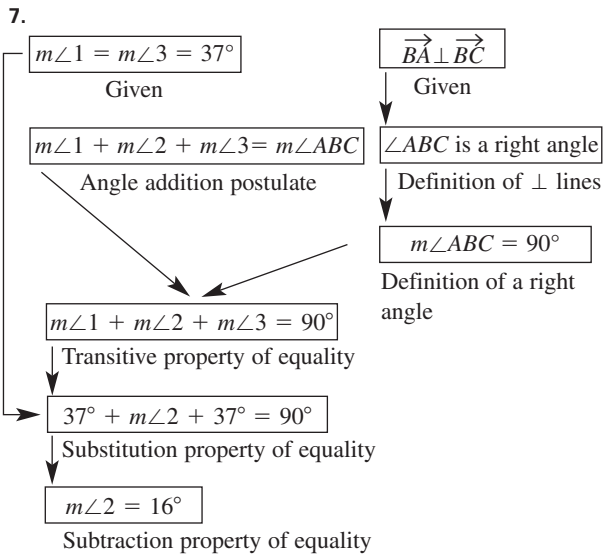 7.
m∠1 = m∠3 = 37°
Given
BA⃗ ⊥ BC⃗
Given
m∠1 + m∠2 + m∠3= m∠ABC
Angle addition postulate
∠ABC is a right angle
Definition of ⊥ lines
m∠ABC = 90°
Definition of a right
angle
m∠1 + m∠2 + m∠3 = 90°
Transitive property of equality
37° + m∠2 + 37° = 90°
Substitution property of equality
m∠2 = 16°
Subtraction property of equality